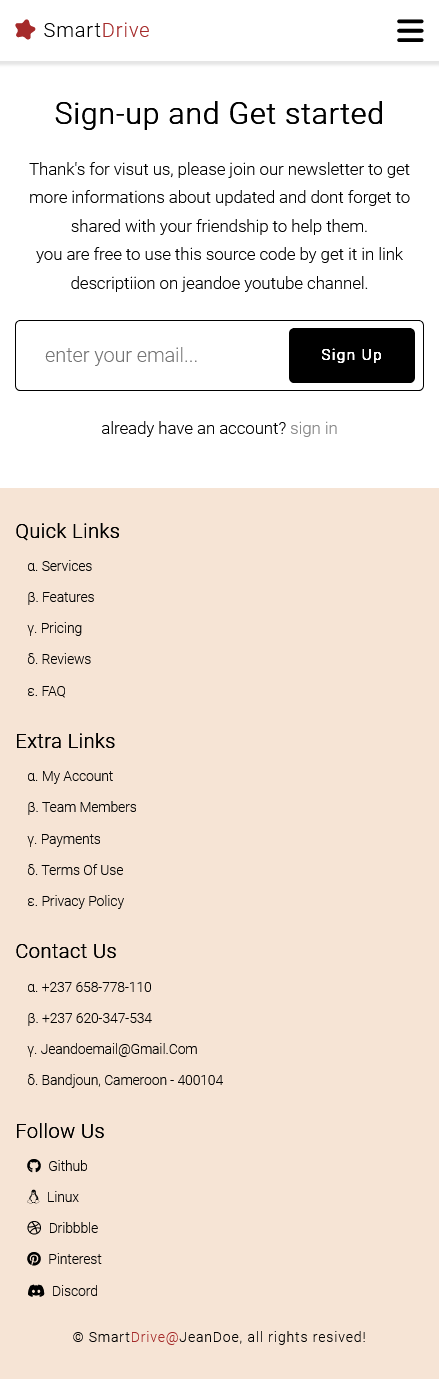 SmartDrive
Sign-up and Get started
Thank's for visut us, please join our newsletter to get
more informations about updated and dont forget to
shared with your friendship to help them.
you are free to use this source code by get it in link
descriptiion on jeandoe youtube channel.
enter your email...
Sign Up
already have an account? sign in
Quick Links
α. Services
β. Features
γ. Pricing
δ. Reviews
ε. FAQ
Extra Links
α. My Account
β. Team Members
γ. Payments
δ. Terms Of Use
ε. Privacy Policy
Contact Us
α. +237 658-778-110
β. +237 620-347-534
γ. Jeandoemail@Gmail.Com
δ. Bandjoun, Cameroon - 400104
Follow Us
Github
Linux
Dribbble
Pinterest
Discord
© SmartDrive@JeanDoe, all rights resived!